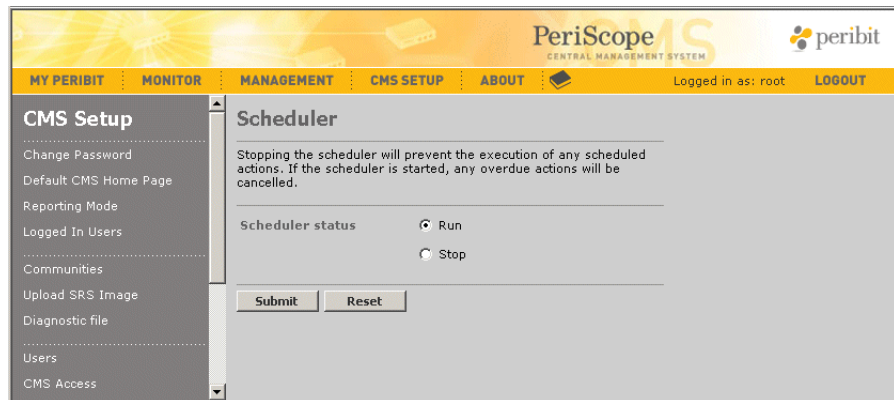 PeriScope
CENTRAL MANAGEMENT SYSTEM
CMS
peribit
MY PERIBIT
MONITOR
MANAGEMENT
CMS SETUP
ABOUT
Logged in as: root
LOGOUT
CMS Setup
Change Password
Default CMS Home Page
Reporting Mode
Logged In Users
Communities
Upload SRS Image
Diagnostic file
Users
CMS Access
Scheduler
Stopping the scheduler will prevent the execution of any scheduled
actions. If the scheduler is started, any overdue actions will be
cancelled.
Scheduler status
Run
Stop
Submit
Reset